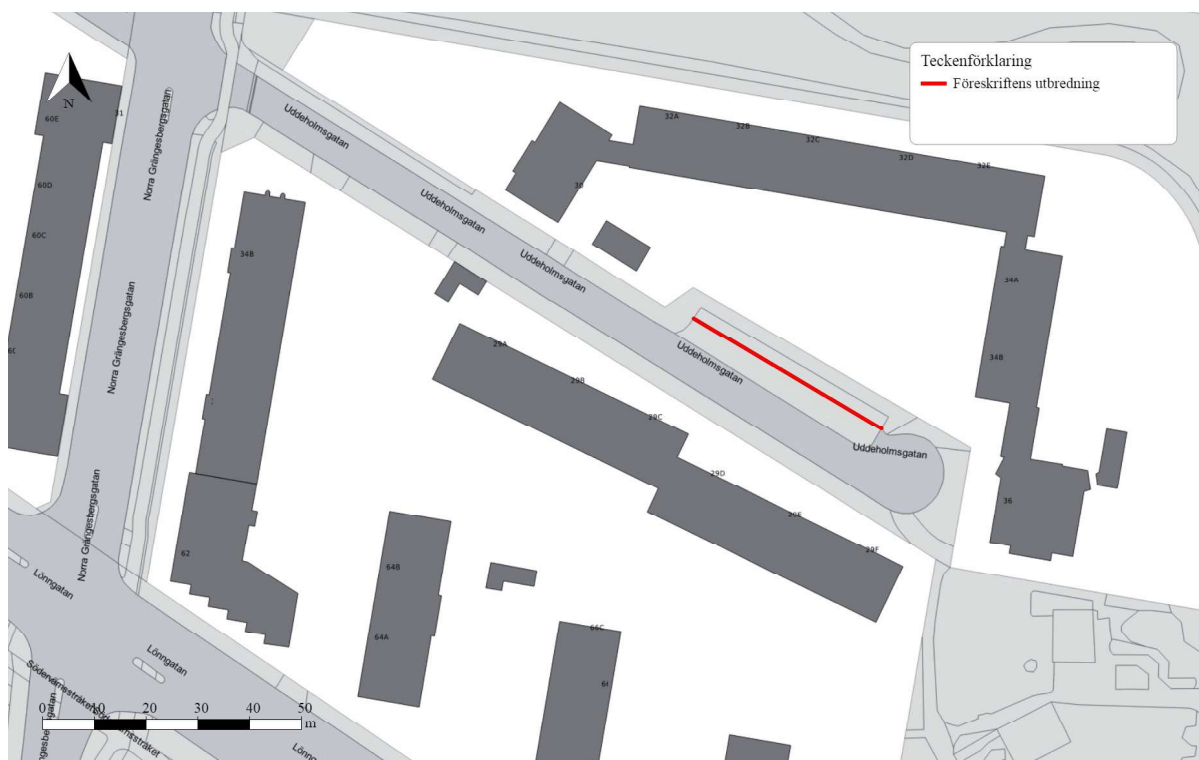 Teckenförklaring
Föreskriftens utbredning
N
60E
31
60D
60C
60B
Norra Grängesbergsgatan
Norra Grängesbergsgatan
Norra Grängesbergsgatan
Uddeholmsgatan
Uddeholmsgatan
Uddeholmsgatan
Uddeholmsgatan
Uddeholmsgatan
32A
32B
32C
32D
32E
30
34B
34A
34B
36
29A
29B
29C
29D
29E
29F
62
64B
64A
66C
Lönngatan
Lönngatan
0 10 20 30 40 50
m